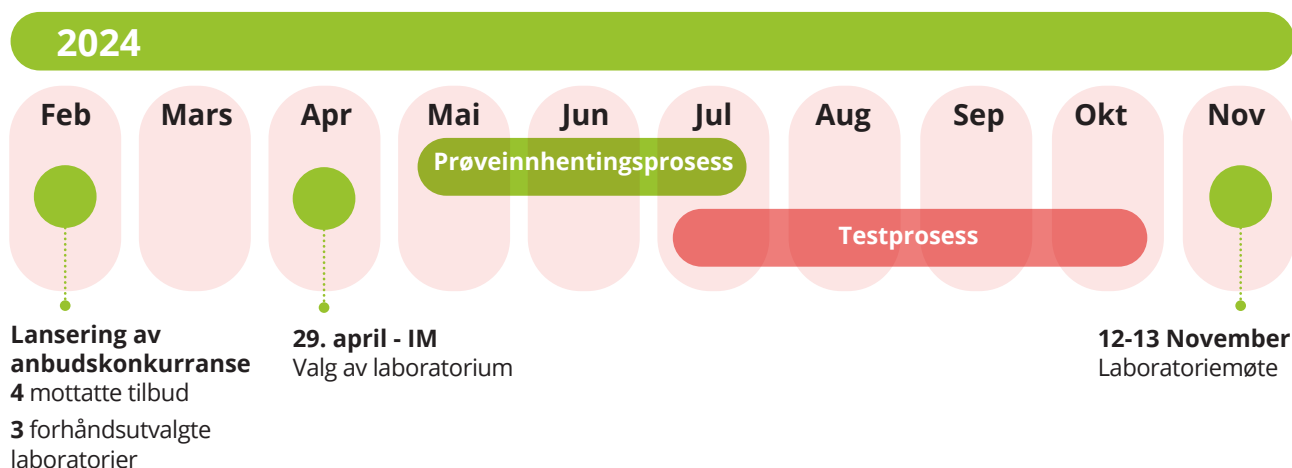 2024
Feb Mars Apr Mai Jun Jul Aug Sep Okt Nov
Prøveinnhentingsprosess
Testprosess
Lansering av
anbudskonkurranse
4 mottatte tilbud
3 forhåndsutvalgte
laboratorier
29. april - IM
Valg av laboratorium
12-13 November
Laboratoriemøte